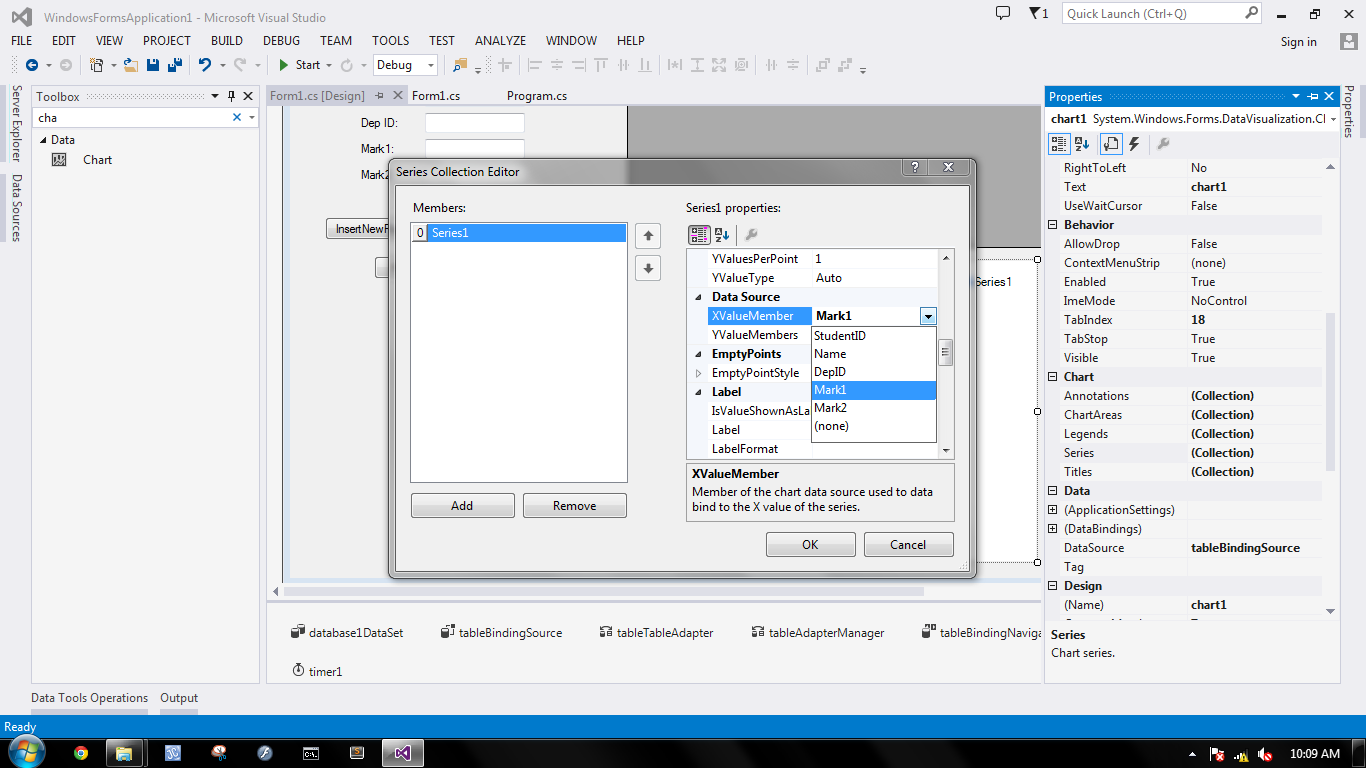 WindowsFormsApplication1 - Microsoft Visual Studio
1
Quick Launch (Ctrl+Q)
FILE EDIT VIEW PROJECT BUILD DEBUG TEAM TOOLS TEST ANALYZE WINDOW HELP
Sign in
Start Debug
Server Explorer
Data Sources
Toolbox
cha
Data
Chart
Form1.cs [Design] Form1.cs Program.cs
Dep ID:
Mark1:
Series1
Series Collection Editor
?
Members:
0 Series1
Add Remove
Series1 properties:
YValuesPerPoint 1
YValueType Auto
Data Source
XValueMember Mark1
YValueMembers
EmptyPoints
EmptyPointStyle
Label
IsValueShownAsLa
Label
LabelFormat
StudentID
Name
DepID
Mark1
Mark2
(none)
XValueMember
Member of the chart data source used to data
bind to the X value of the series.
OK Cancel
database1DataSet tableBindingSource tableTableAdapter tableAdapterManager tableBindingNaviga
timer1
Properties
chart1 System.Windows.Forms.DataVisualization.Cl
RightToLeft No
Text chart1
UseWaitCursor False
Behavior
AllowDrop False
ContextMenuStrip (none)
Enabled True
ImeMode NoControl
TabIndex 18
TabStop True
Visible True
Chart
Annotations (Collection)
ChartAreas (Collection)
Legends (Collection)
Series (Collection)
Titles (Collection)
Data
(ApplicationSettings)
(DataBindings)
DataSource tableBindingSource
Tag
Design
(Name) chart1
Series
Chart series.
Properties
Data Tools Operations Output
Ready
10:09 AM